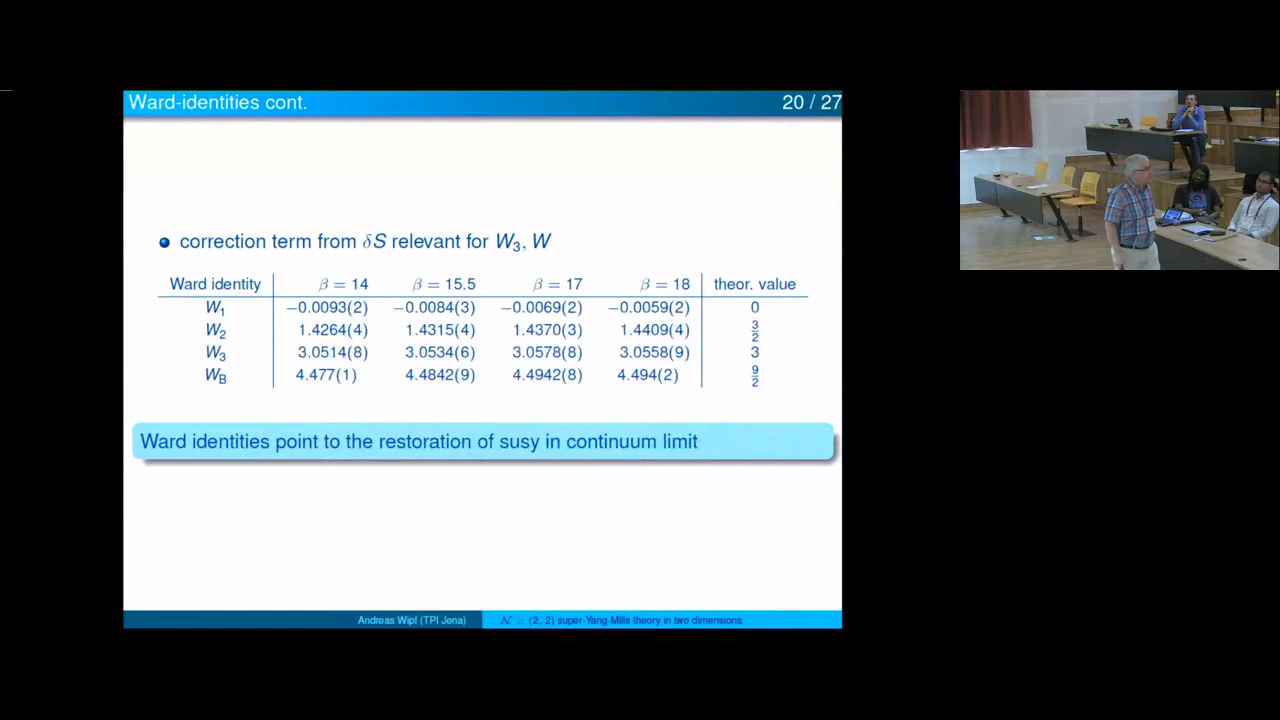 Ward-identities cont. 20 / 27
correction term from δS relevant for W₃, W
Ward identity β = 14 β = 15.5 β = 17 β = 18 theor. value
W₁ −0.0093(2) −0.0084(3) −0.0069(2) −0.0059(2) 0
W₂ 1.4264(4) 1.4315(4) 1.4370(3) 1.4409(4) 3/2
W₃ 3.0514(8) 3.0534(6) 3.0578(8) 3.0558(9) 3
W_B 4.477(1) 4.4842(9) 4.4942(8) 4.494(2) 9/2
Ward identities point to the restoration of susy in continuum limit
Andreas Wipf (TPI Jena) 𝒩 = (2, 2) super-Yang-Mills theory in two dimensions